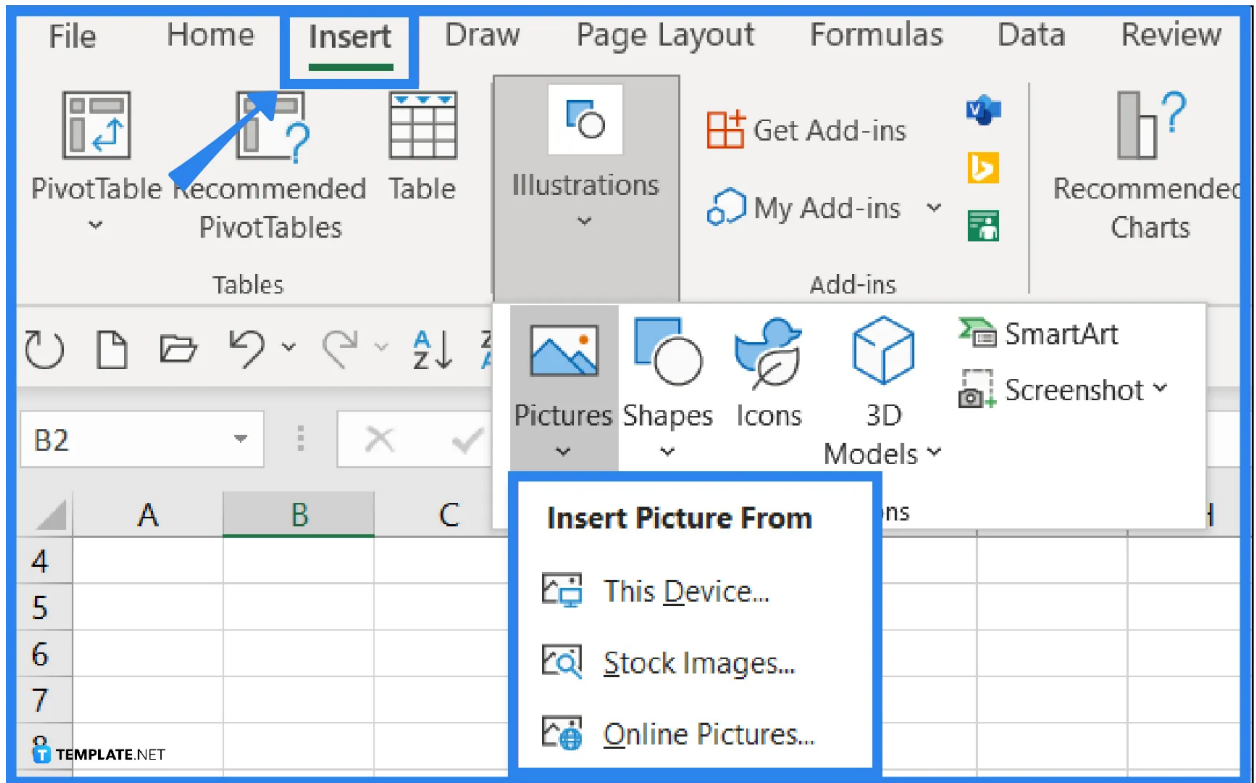 File Home Insert Draw Page Layout Formulas Data Review
PivotTable
Recommended
PivotTables
Table
Tables
Illustrations
Get Add-ins
My Add-ins
Add-ins
Recommended
Charts
A
Z
Pictures
Shapes
Icons
3D
Models
SmartArt
Screenshot
B2
A B C
Insert Picture From
This Device...
Stock Images...
Online Pictures...
4
5
6
7
8
T TEMPLATE.NET